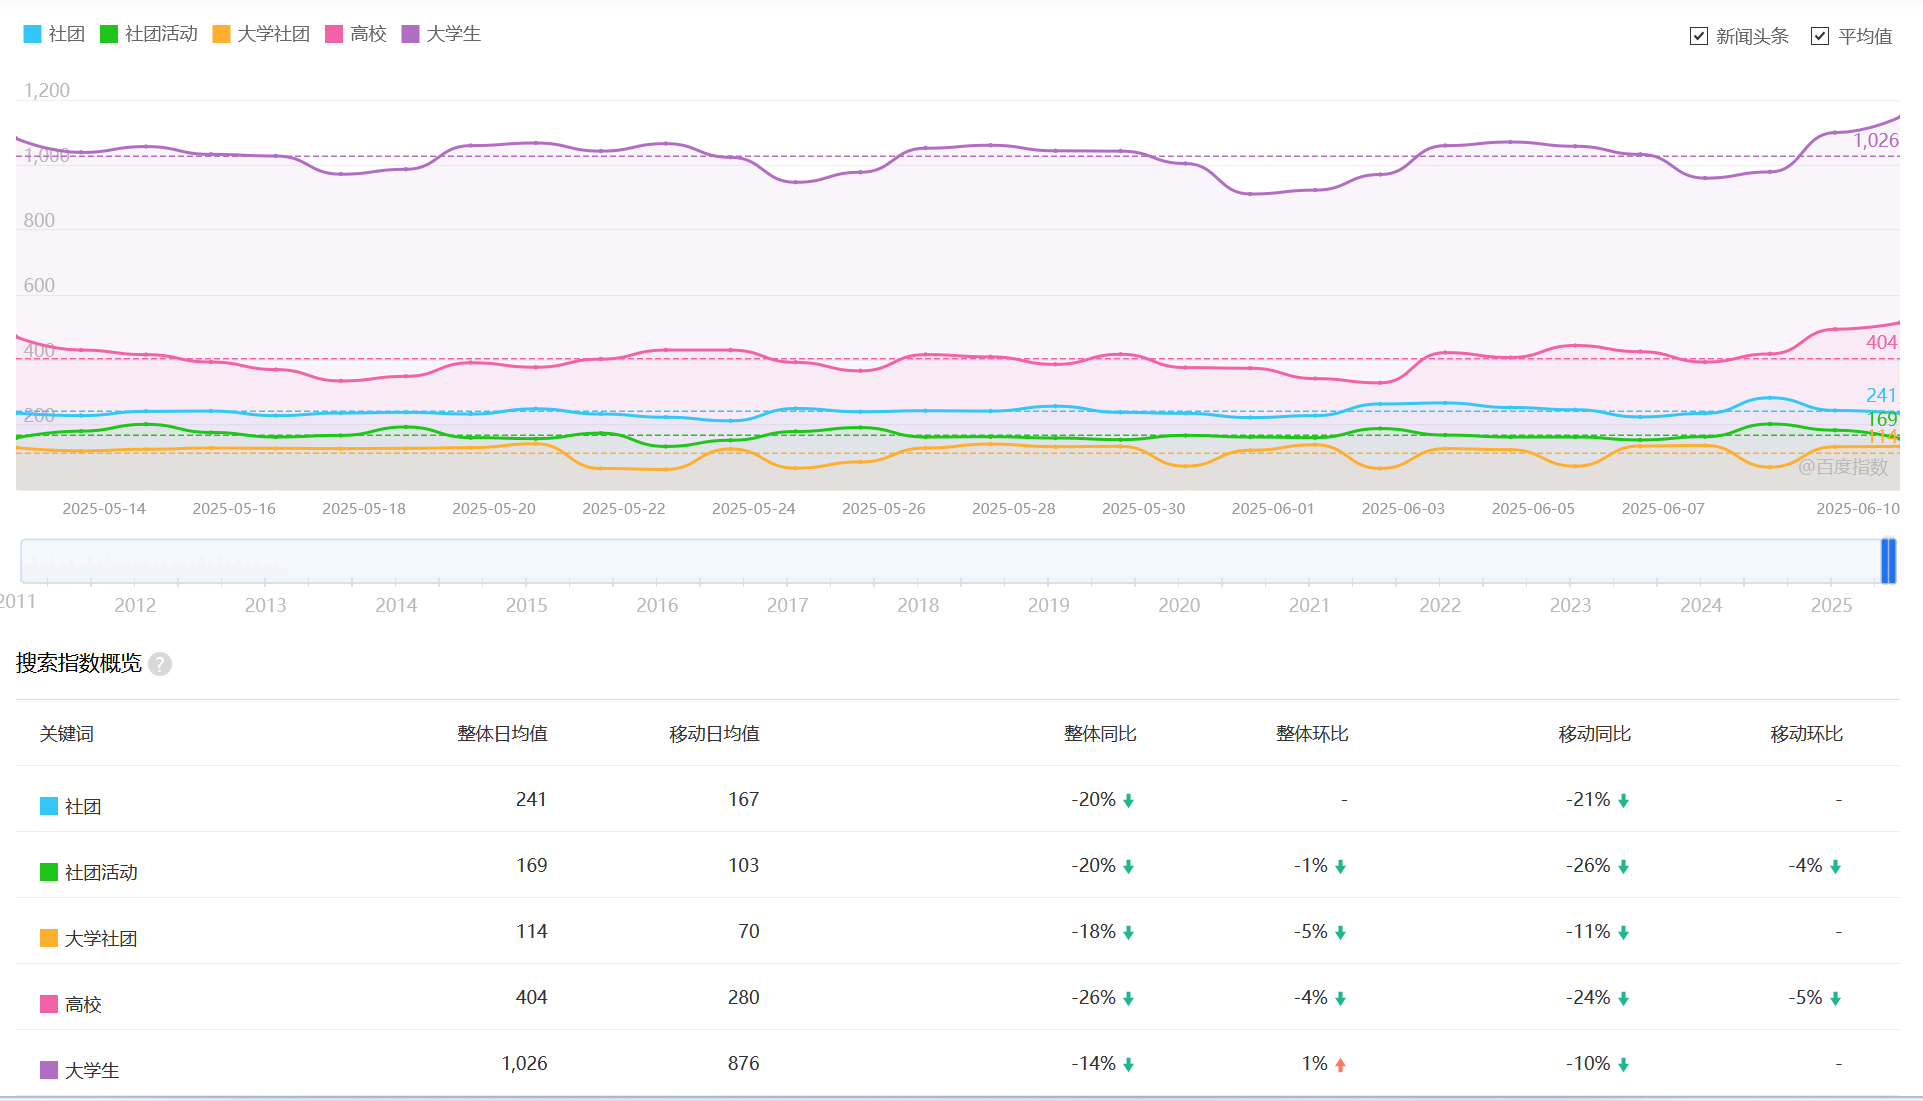 社团 社团活动 大学社团 高校 大学生 新闻头条 平均值
1,200
1,026
1,000
800
600
404
400
241
200
169
114
@百度指数
2025-05-14 2025-05-16 2025-05-18 2025-05-20 2025-05-22 2025-05-24 2025-05-26 2025-05-28 2025-05-30 2025-06-01 2025-06-03 2025-06-05 2025-06-07 2025-06-10
2011 2012 2013 2014 2015 2016 2017 2018 2019 2020 2021 2022 2023 2024 2025
搜索指数概览 ?
关键词 整体日均值 移动日均值 整体同比 整体环比 移动同比 移动环比
社团 241 167 -20% - -21% -
社团活动 169 103 -20% -1% -26% -4%
大学社团 114 70 -18% -5% -11% -
高校 404 280 -26% -4% -24% -5%
大学生 1,026 876 -14% 1% -10% -